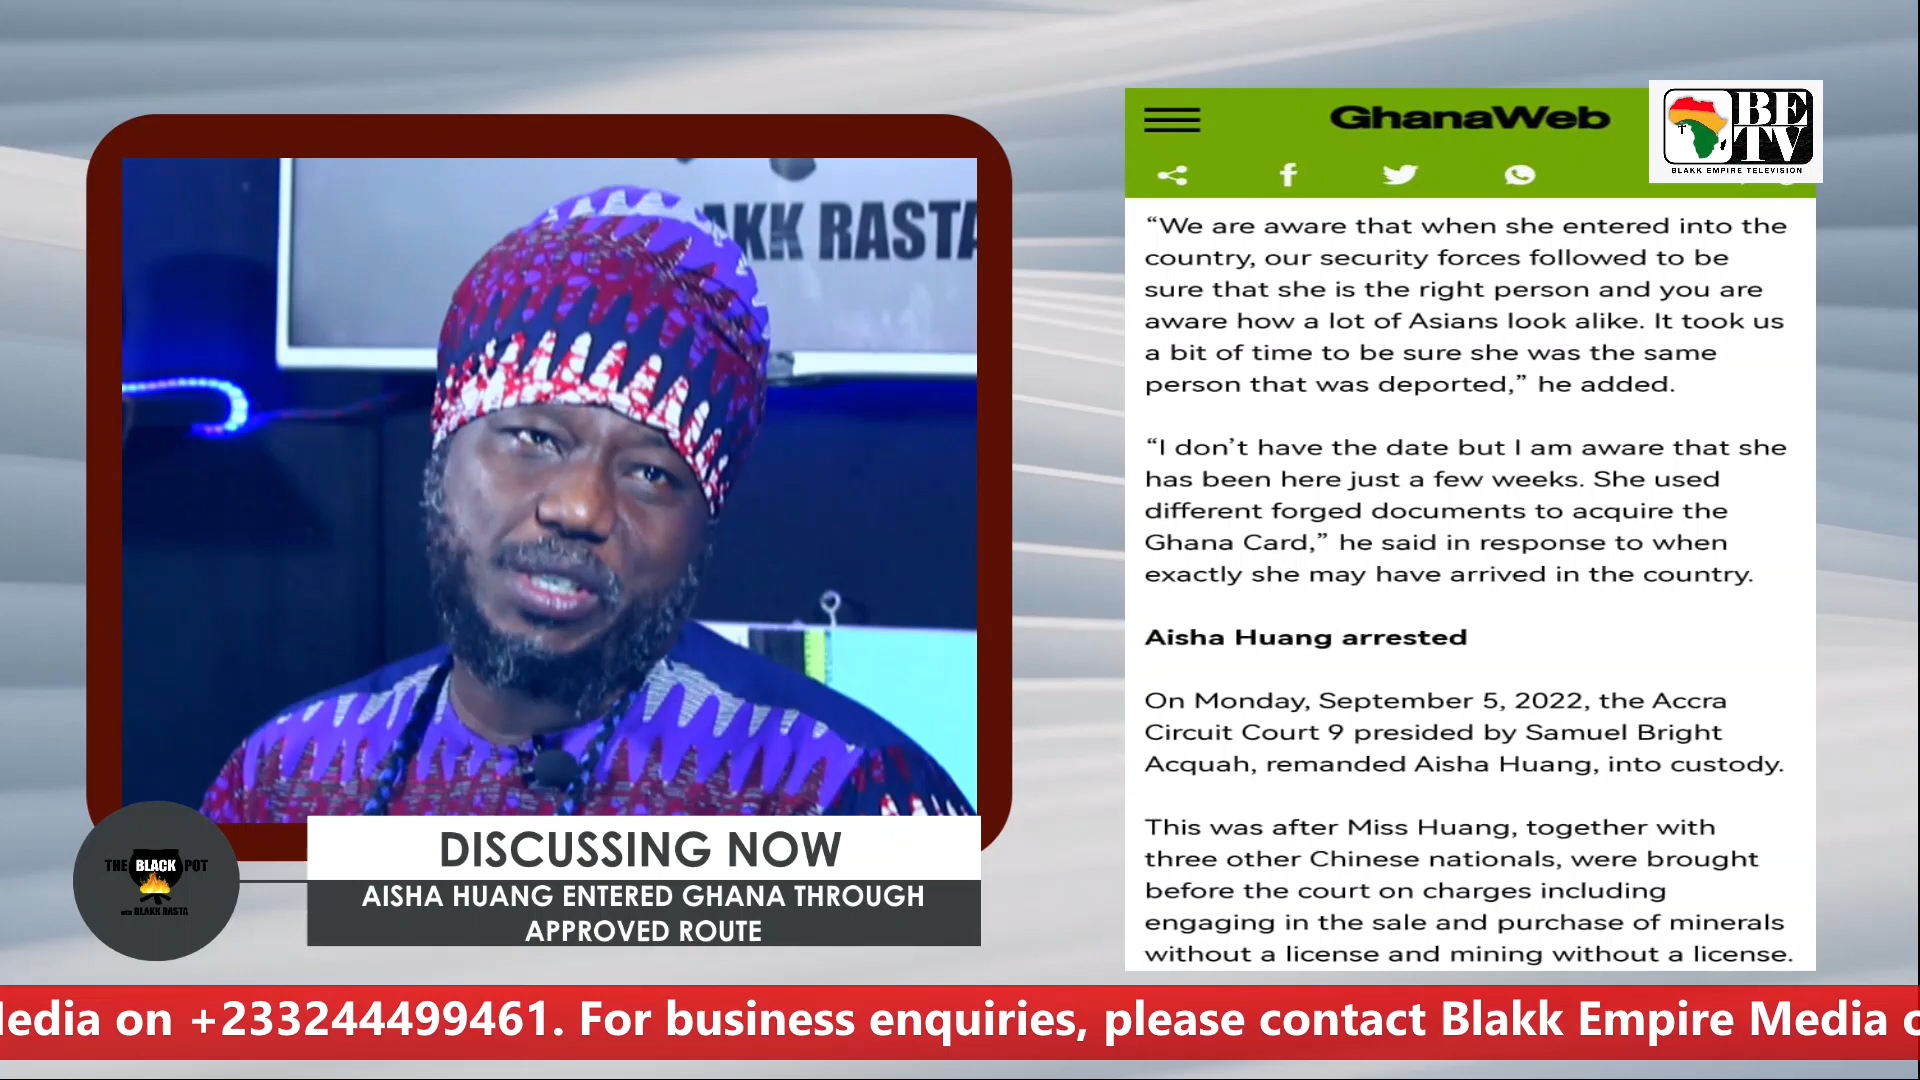 AKK RASTA
THE BLACK POT
with BLAKK RASTA
DISCUSSING NOW
AISHA HUANG ENTERED GHANA THROUGH
APPROVED ROUTE
GhanaWeb
BE
TV
BLAKK EMPIRE TELEVISION
“We are aware that when she entered into the
country, our security forces followed to be
sure that she is the right person and you are
aware how a lot of Asians look alike. It took us
a bit of time to be sure she was the same
person that was deported,” he added.
“I don’t have the date but I am aware that she
has been here just a few weeks. She used
different forged documents to acquire the
Ghana Card,” he said in response to when
exactly she may have arrived in the country.
Aisha Huang arrested
On Monday, September 5, 2022, the Accra
Circuit Court 9 presided by Samuel Bright
Acquah, remanded Aisha Huang, into custody.
This was after Miss Huang, together with
three other Chinese nationals, were brought
before the court on charges including
engaging in the sale and purchase of minerals
without a license and mining without a license.
edia on +233244499461. For business enquiries, please contact Blakk Empire Media